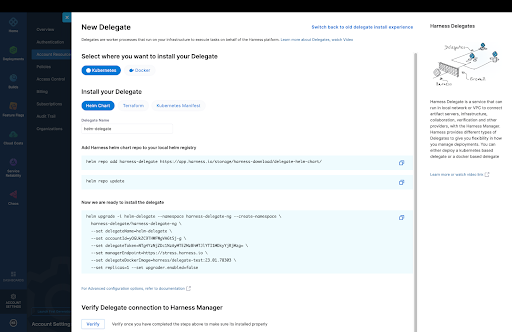 New Delegate
Switch back to old delegate install experience
Delegates are worker processes that run on your infrastructure to execute tasks on behalf of the harness platform. Learn more about Delegates, watch Video
Select where you want to install your Delegate
Kubernetes
Docker
Install your Delegate
Helm Chart
Terraform
Kubernetes Manifest
Delegate Name
helm-delegate
Add Harness helm chart repo to your local helm registry
helm repo add harness-delegate https://app.harness.io/storage/harness-download/delegate-helm-chart/
helm repo update
Now we are ready to install the delegate
helm upgrade -i helm-delegate --namespace harness-delegate-ng --create-namespace \
harness-delegate/harness-delegate-ng \
--set delegateName=helm-delegate \
--set managerEndpoint=https://stress.harness.io \
--set delegateDockerImage=harness/delegate-test:23.01.78303 \
--set replicas=1 --set upgrader.enabled=false
For Advanced configuration options, refer to documentation
Verify Delegate connection to Harness Manager
Verify
Verify once you have completed the steps above to make sure its installed properly
Harness Delegates
Delegates
Firewall
Harness Delegate is a service that can
run in local network or VPC to connect
artifact servers, infrastructure,
collaboration, verification and other
providers, with the Harness Manager.
Harness provides different types of
Delegates to give you flexibility in how
you manage deployments. You can
either deploy a kubernetes based
delegate or a docker based delegate
Learn more or watch video link
Overview
Authentication
Account Resources
Policies
Access Control
Billing
Subscriptions
Audit Trail
Organizations
Home
Deployments
Builds
Feature Flags
Cloud Costs
Service
Reliability
Chaos
DASHBOARDS
ACCOUNT
SETTINGS
Account Setting